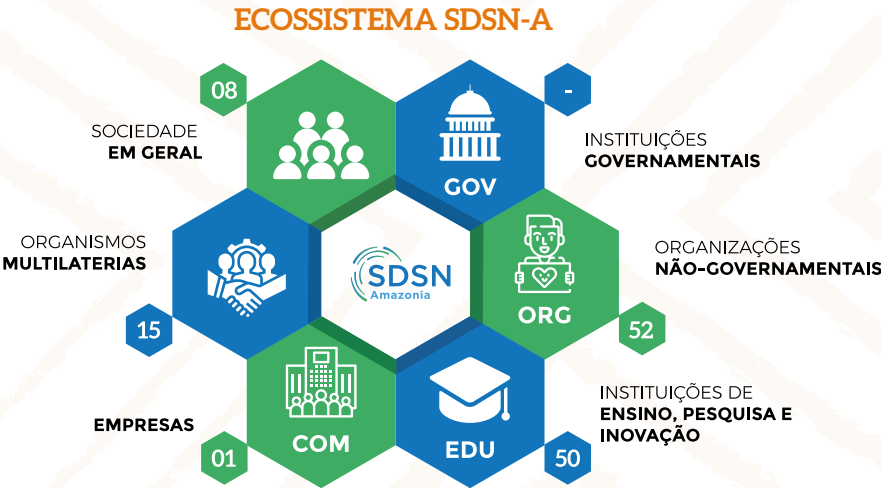 ECOSSISTEMA SDSN-A
08
-
SOCIEDADE
EM GERAL
INSTITUIÇÕES
GOVERNAMENTAIS
GOV
ORGANISMOS
MULTILATERIAS
SDSN
Amazonia
ORGANIZAÇÕES
NÃO-GOVERNAMENTAIS
ORG
15
52
EMPRESAS
COM
EDU
INSTITUIÇÕES DE
ENSINO, PESQUISA E
INOVAÇÃO
01
50